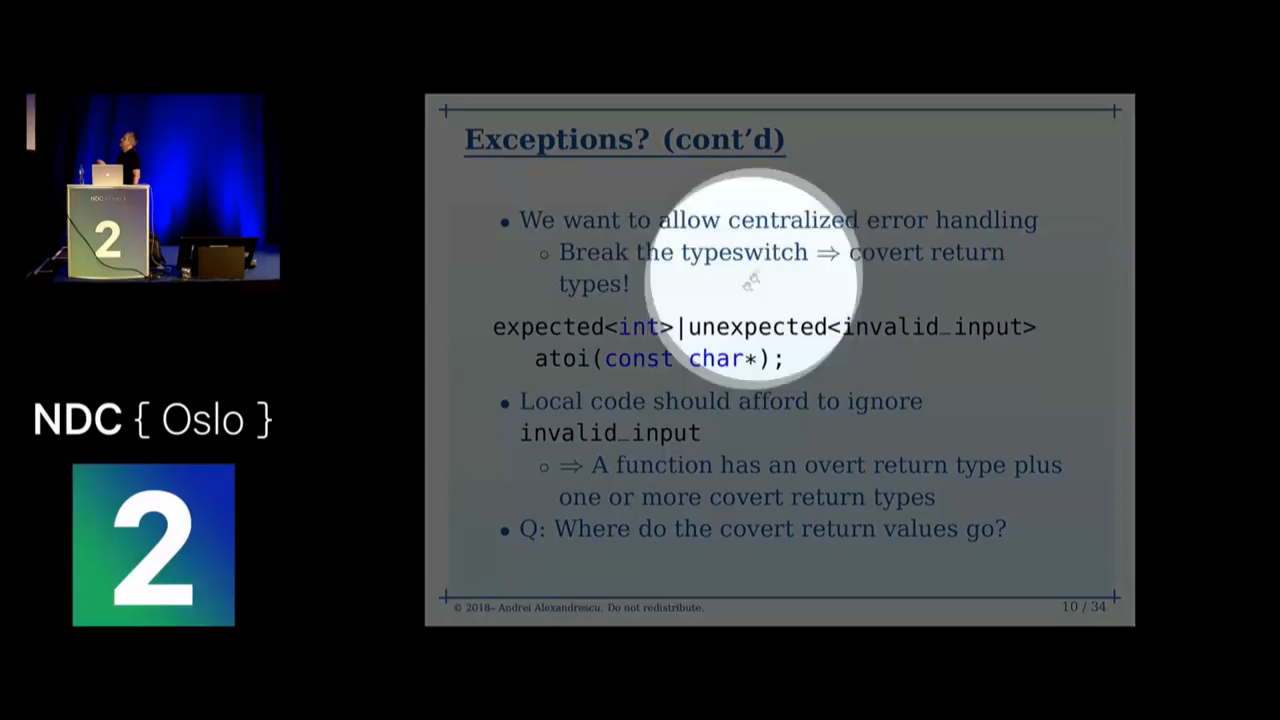 NDC { Oslo }
2
2
NDC { Oslo }
Exceptions? (cont’d)
• We want to allow centralized error handling
◦ Break the typeswitch ⇒ covert return
types!
expected<int>|unexpected<invalid_input>
atoi(const char*);
• Local code should afford to ignore
invalid_input
◦ ⇒ A function has an overt return type plus
one or more covert return types
• Q: Where do the covert return values go?
© 2018– Andrei Alexandrescu. Do not redistribute.
10 / 34